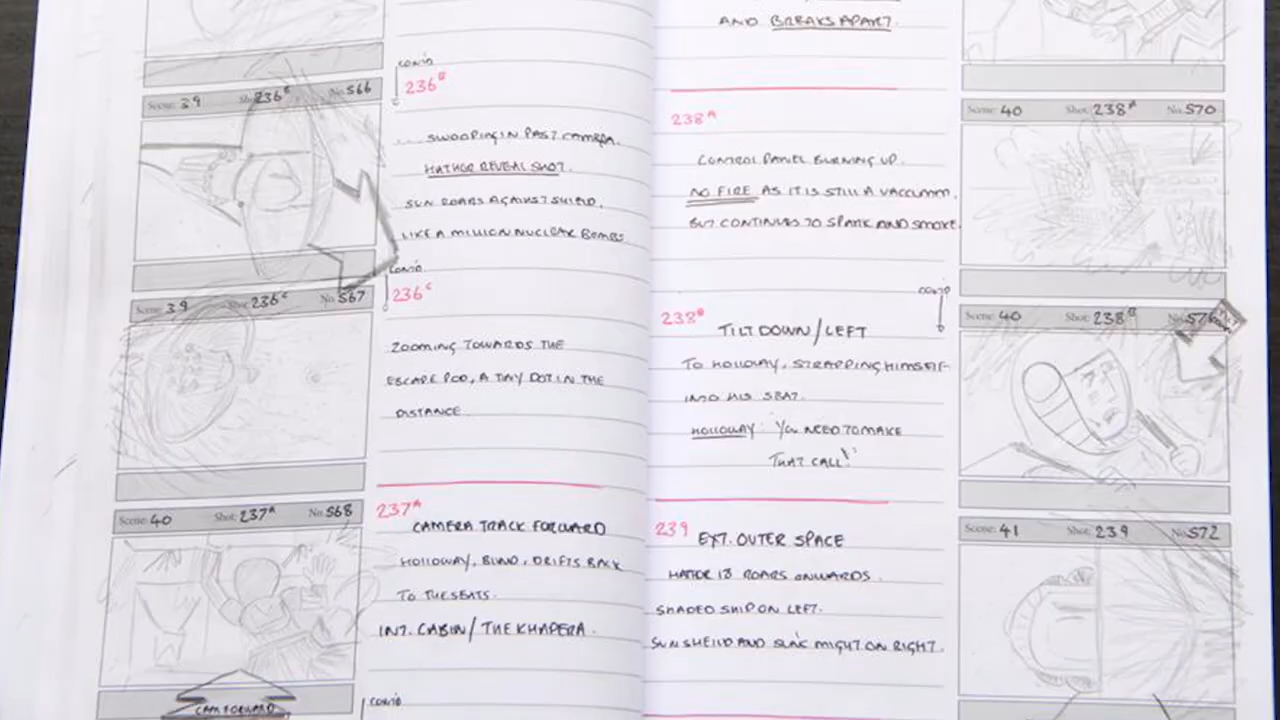 CONT'D
Scene: 39 Shot: 236ᴮ No. 566
236ᴮ
... SWOOPING IN PAST CAMERA.
HATHOR REVEAL SHOT.
SUN ROARS AGAINST SHIELD.
LIKE A MILLION NUCLEAR BOMBS
CONT'D
Scene: 39 Shot: 236ᶜ No. 567
236ᶜ
ZOOMING TOWARDS THE
ESCAPE POD, A TINY DOT IN THE
DISTANCE.
Scene: 40 Shot: 237ᴬ No. 568
237ᴬ
CAMERA TRACK FORWARD
HOLLOWAY, BLIND, DRIFTS BACK
TO THE SEATS.
INT. CABIN / THE KHAPERA.
CAM FORWARD
CONT'D
AND BREAKS APART.
238ᴬ
Scene: 40 Shot: 238ᴬ No. 570
CONTROL PANEL BURNING UP.
NO FIRE AS IT IS STILL A VACCUMM.
BUT CONTINUES TO SPARK AND SMOKE.
CONT'D
238ᴮ
Scene: 40 Shot: 238ᴮ No. 571
TILT DOWN / LEFT
TO HOLLOWAY, STRAPPING HIMSELF
INTO HIS SEAT.
HOLLOWAY: YOU NEED TO MAKE
THAT CALL!!
239
Scene: 41 Shot: 239 No. 572
EXT. OUTER SPACE
HATHOR 18 ROARS ONWARDS.
SHADED SHIP ON LEFT.
SUN SHEILD AND SUN'S MIGHT ON RIGHT.